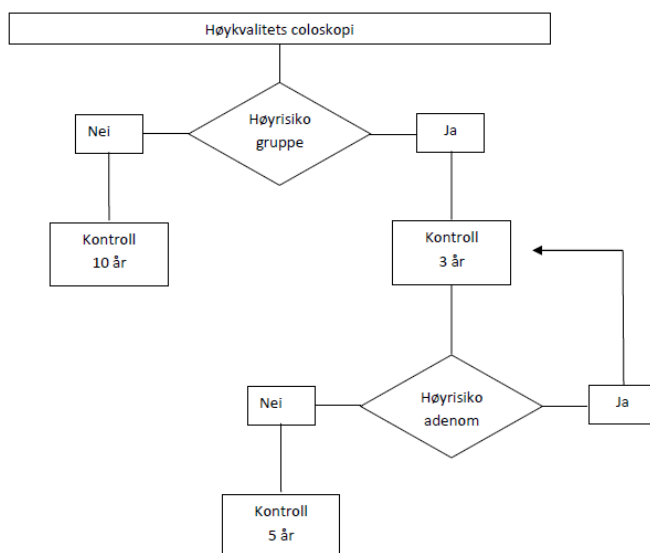 Høykvalitets coloskopi
Høyrisiko
gruppe
Nei
Ja
Kontroll
10 år
Kontroll
3 år
Høyrisiko
adenom
Nei
Ja
Kontroll
5 år